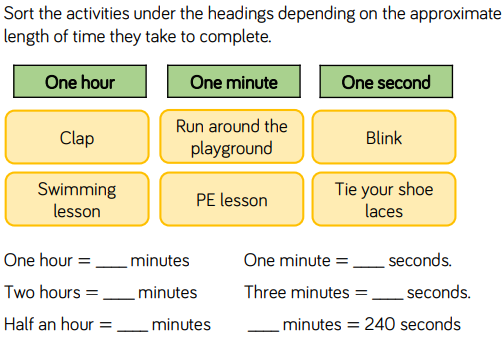 Sort the activities under the headings depending on the approximate
length of time they take to complete.
One hour One minute One second
Clap
Run around the
playground
Blink
Swimming
lesson
PE lesson
Tie your shoe
laces
One hour = ____ minutes
One minute = ____ seconds.
Two hours = ____ minutes
Three minutes = ____ seconds.
Half an hour = ____ minutes
____ minutes = 240 seconds